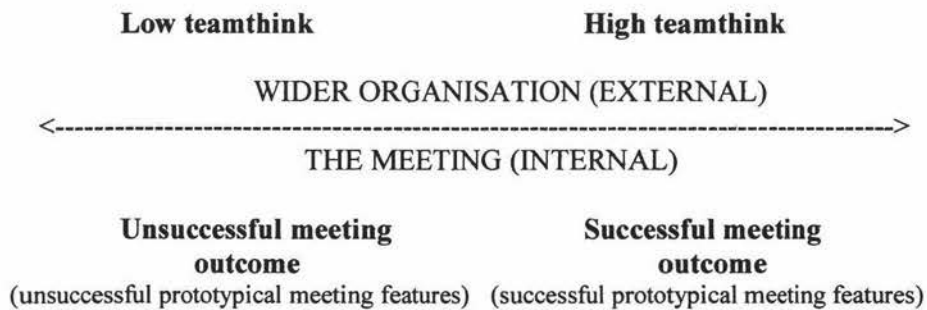 Low teamthink High teamthink
WIDER ORGANISATION (EXTERNAL)
<----------------------------------------------------------------------------------->
THE MEETING (INTERNAL)
Unsuccessful meeting Successful meeting
outcome outcome
(unsuccessful prototypical meeting features) (successful prototypical meeting features)